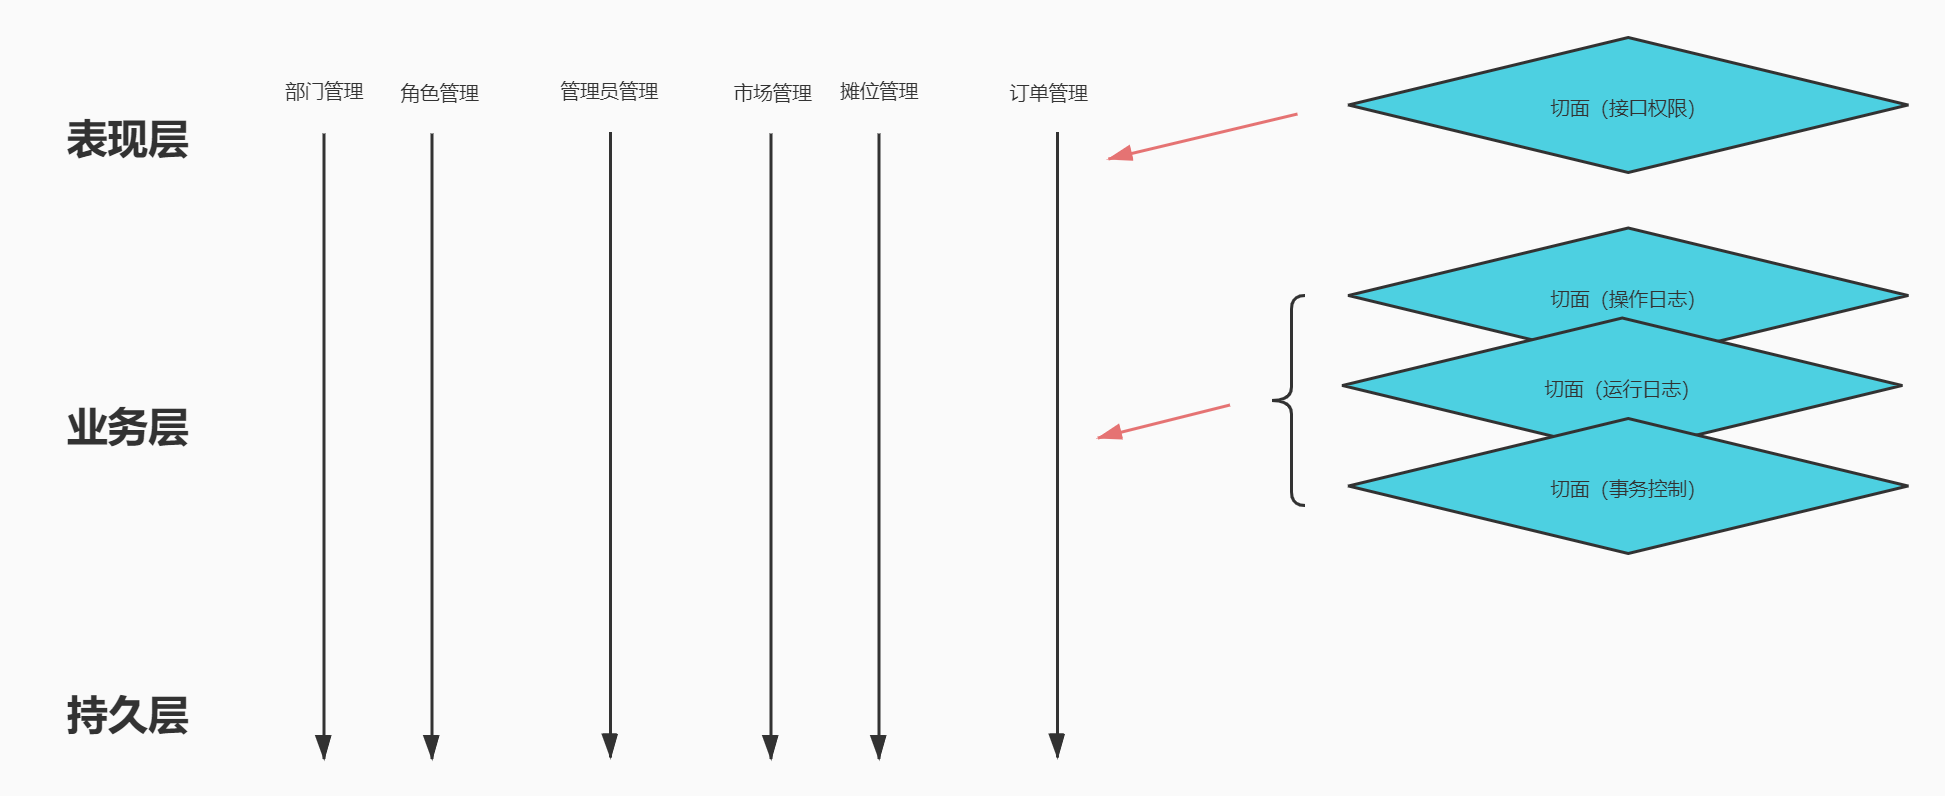 部门管理
角色管理
管理员管理
市场管理
摊位管理
订单管理
切面（接口权限）
表现层
切面（操作日志）
切面（运行日志）
业务层
切面（事务控制）
持久层